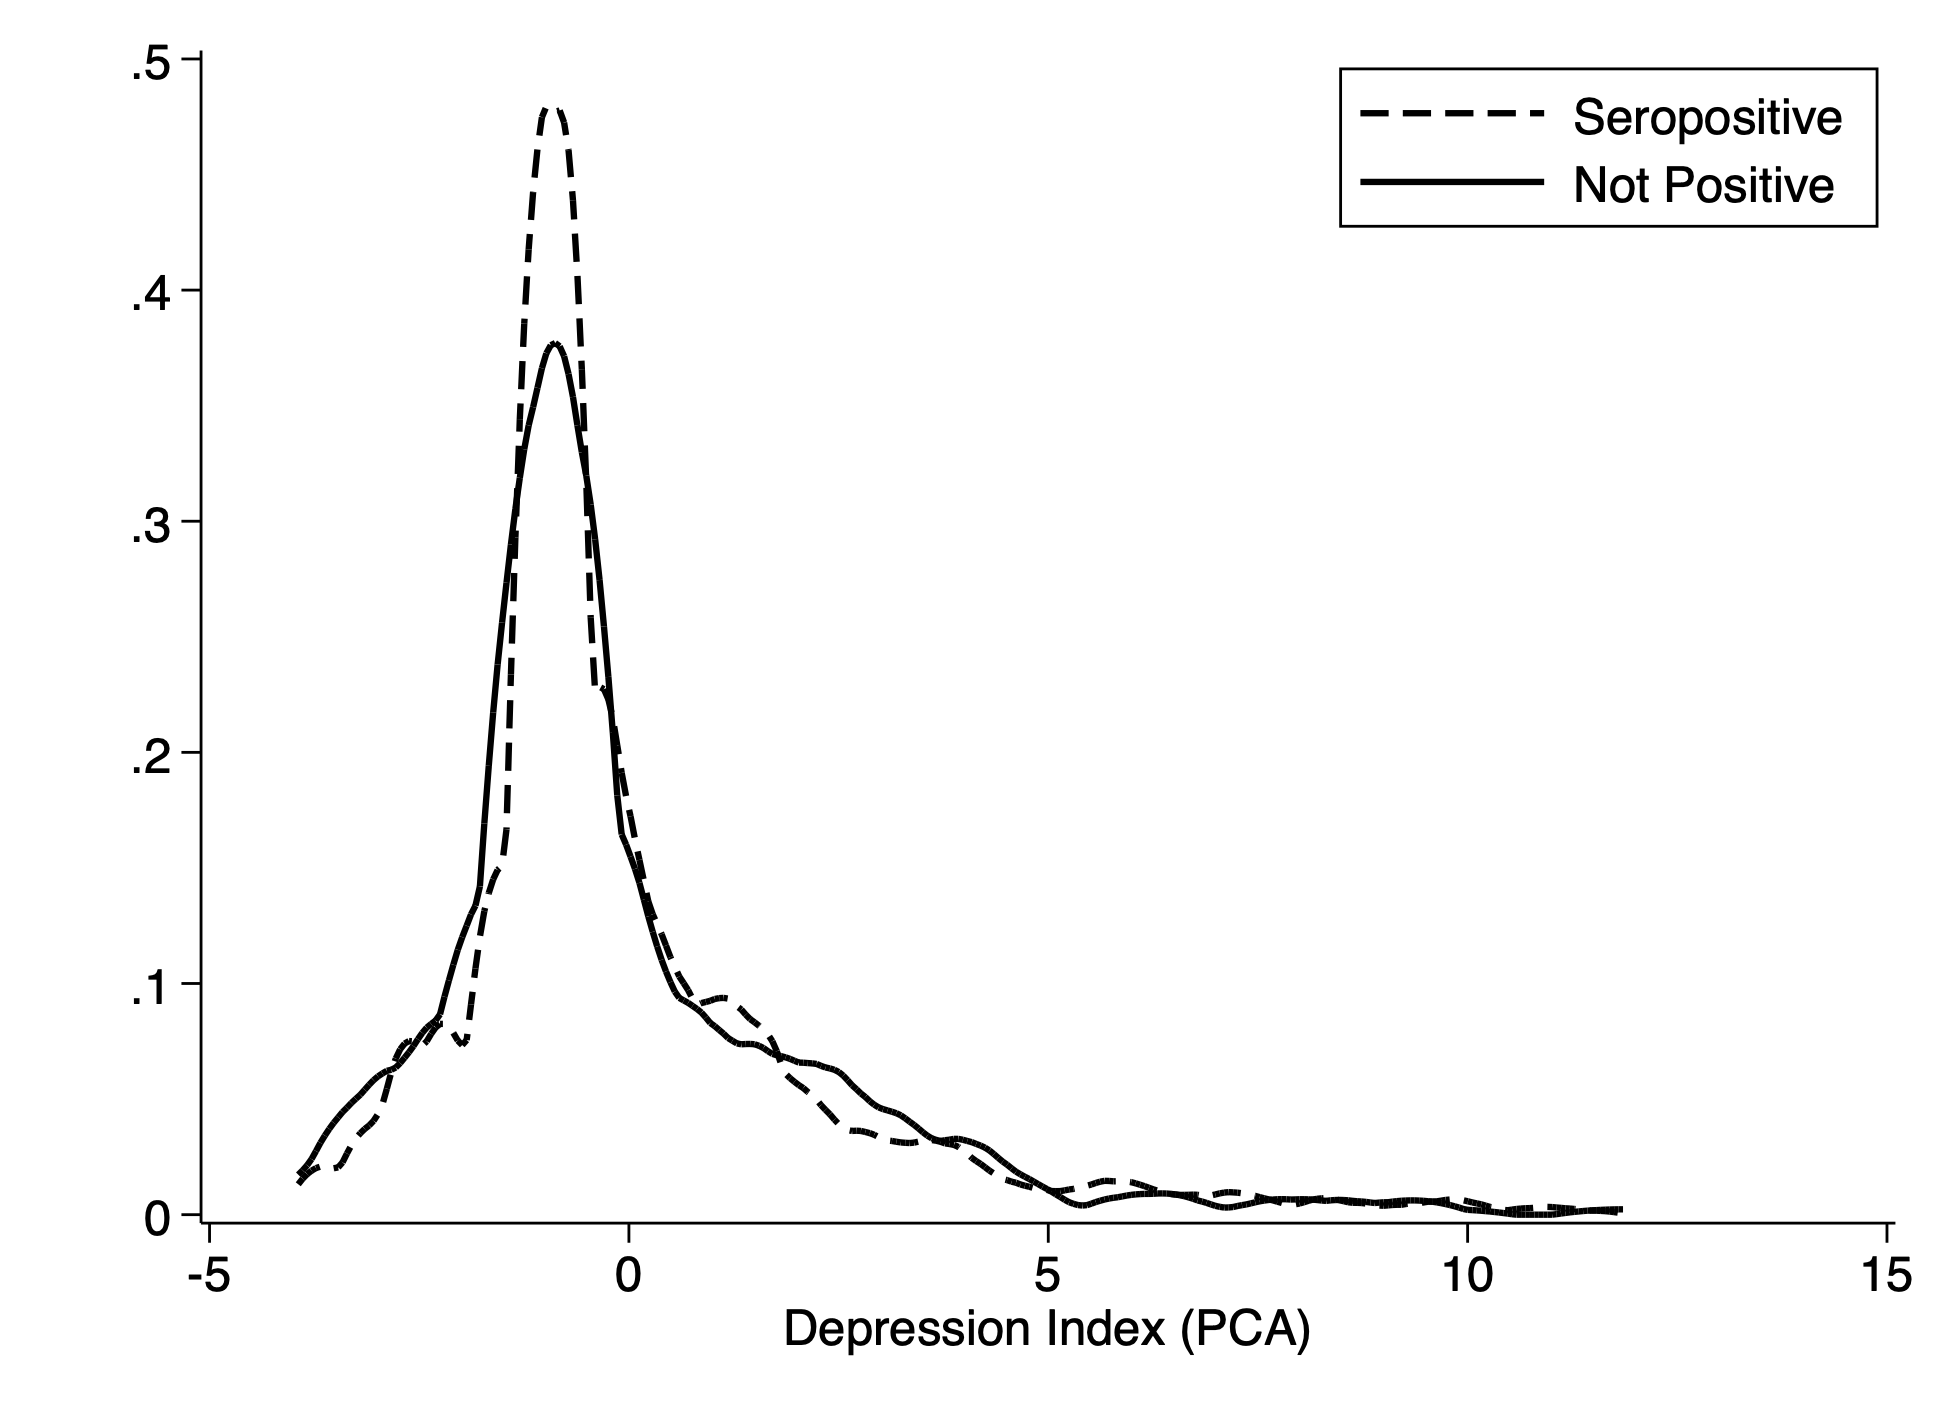 .5
.4
.3
.2
.1
0
-5 0 5 10 15
Depression Index (PCA)
Seropositive
Not Positive